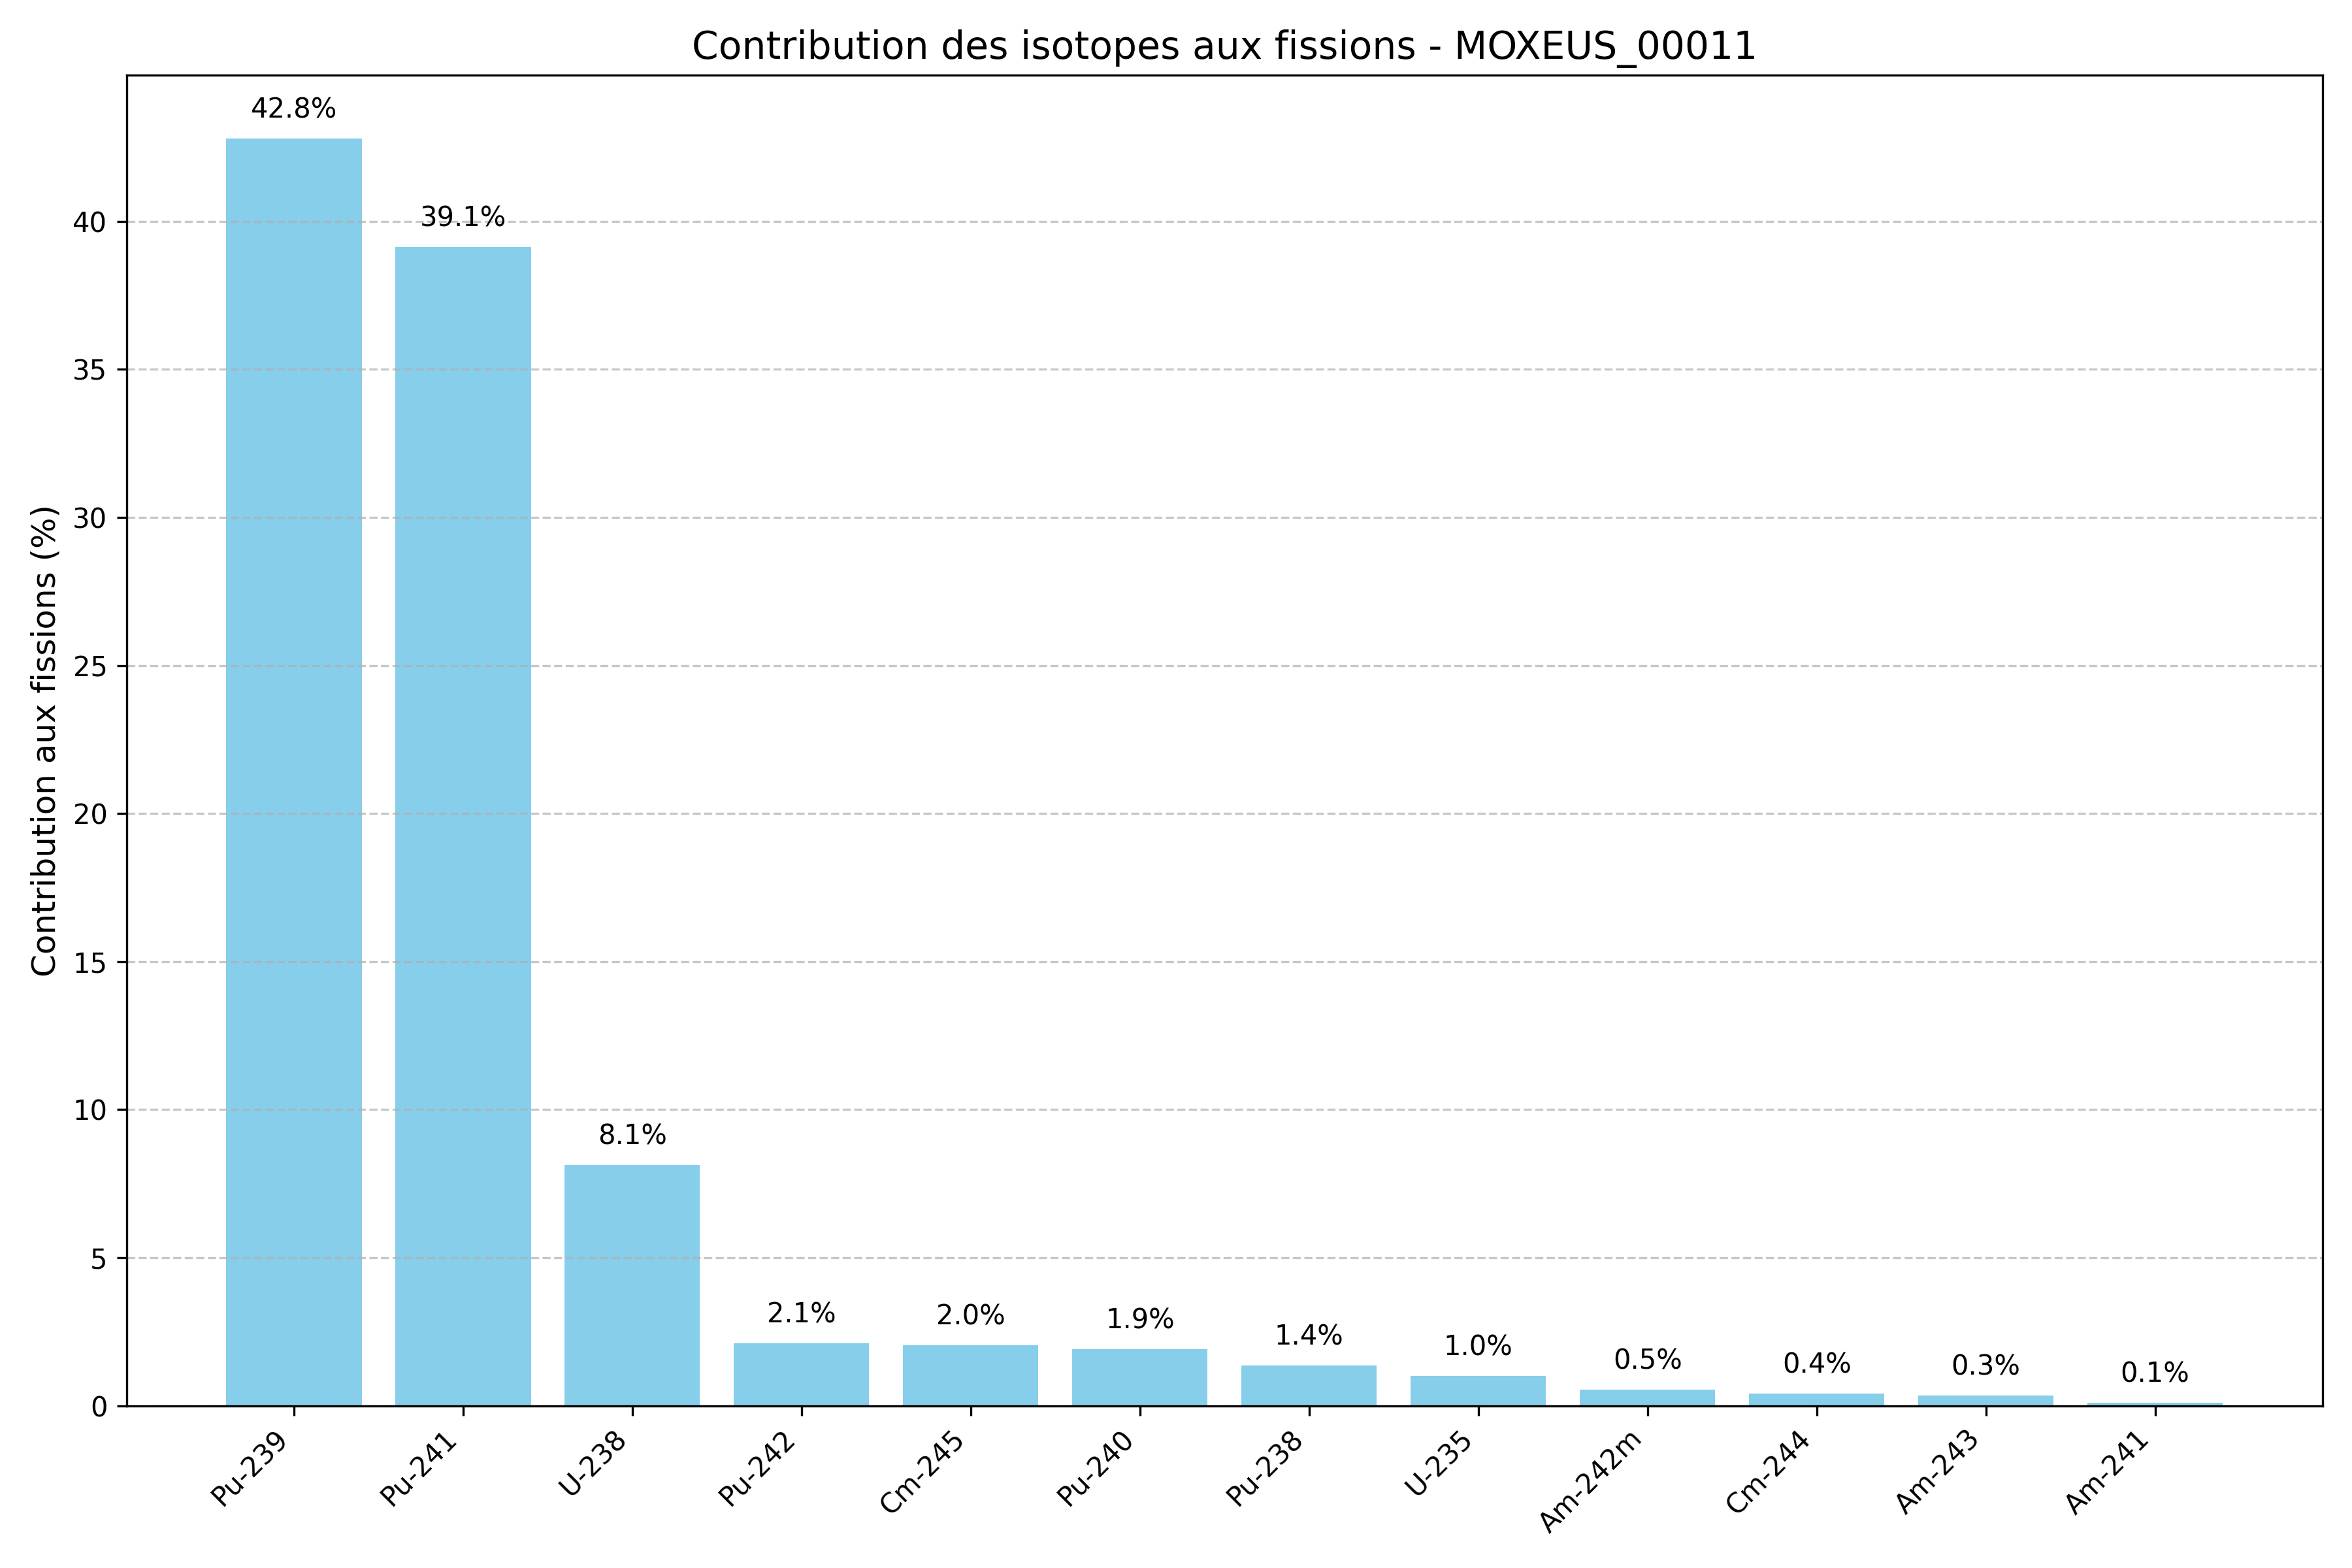 Contribution des isotopes aux fissions - MOXEUS_00011
Contribution aux fissions (%)
40
35
30
25
20
15
10
5
0
42.8%
39.1%
8.1%
2.1%
2.0%
1.9%
1.4%
1.0%
0.5%
0.4%
0.3%
0.1%
Pu-239
Pu-241
U-238
Pu-242
Cm-245
Pu-240
Pu-238
U-235
Am-242m
Cm-244
Am-243
Am-241